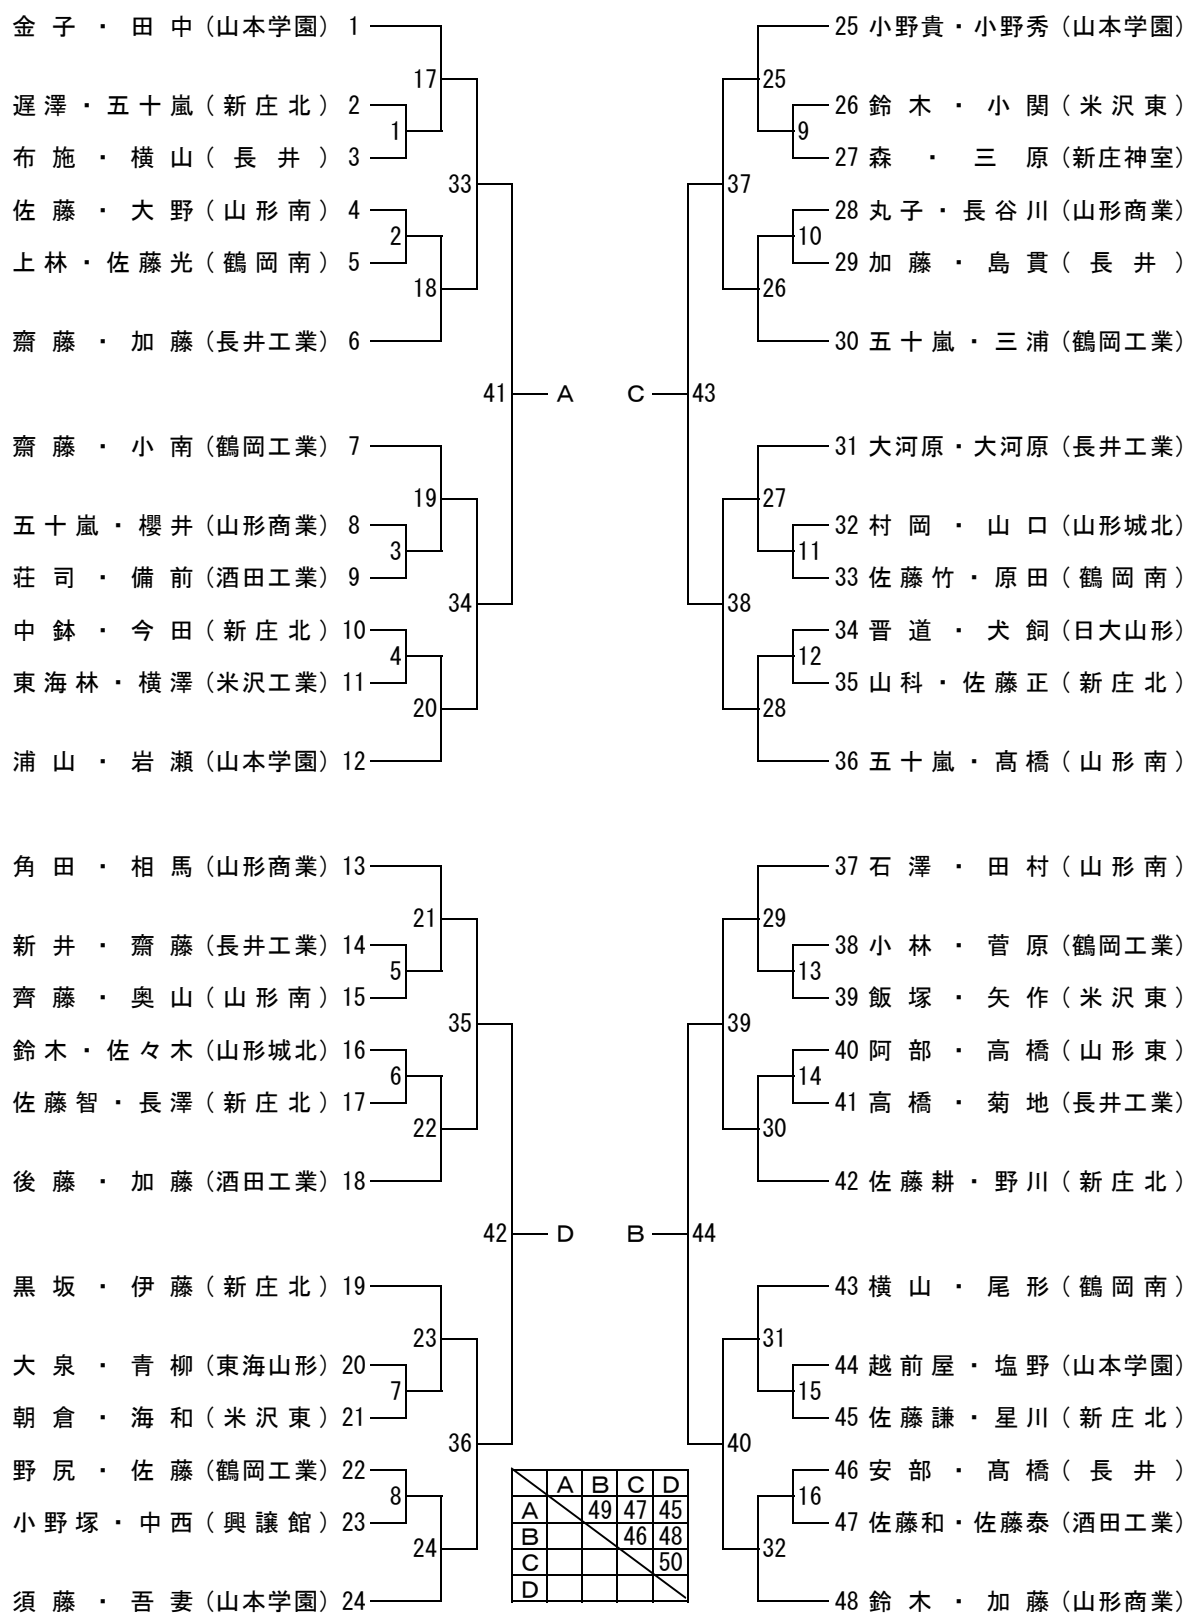 金子・田中(山本学園) 1
17
遅澤・五十嵐(新庄北) 2
1
布施・横山(長井) 3
33
佐藤・大野(山形南) 4
2
上林・佐藤光(鶴岡南) 5
18
齋藤・加藤(長井工業) 6
41 A
齋藤・小南(鶴岡工業) 7
19
五十嵐・櫻井(山形商業) 8
3
荘司・備前(酒田工業) 9
34
中鉢・今田(新庄北) 10
4
東海林・横澤(米沢工業) 11
20
浦山・岩瀬(山本学園) 12
角田・相馬(山形商業) 13
21
新井・齋藤(長井工業) 14
5
齊藤・奥山(山形南) 15
35
鈴木・佐々木(山形城北) 16
6
佐藤智・長澤(新庄北) 17
22
後藤・加藤(酒田工業) 18
42 D
黒坂・伊藤(新庄北) 19
23
大泉・青柳(東海山形) 20
7
朝倉・海和(米沢東) 21
36
野尻・佐藤(鶴岡工業) 22
8
小野塚・中西(興譲館) 23
24
須藤・吾妻(山本学園) 24
25 小野貴・小野秀(山本学園)
25
26 鈴木・小関(米沢東)
9
27 森・三原(新庄神室)
37
28 丸子・長谷川(山形商業)
10
29 加藤・島貫(長井)
26
30 五十嵐・三浦(鶴岡工業)
C 43
31 大河原・大河原(長井工業)
27
32 村岡・山口(山形城北)
11
33 佐藤竹・原田(鶴岡南)
38
34 晋道・犬飼(日大山形)
12
35 山科・佐藤正(新庄北)
28
36 五十嵐・髙橋(山形南)
37 石澤・田村(山形南)
29
38 小林・菅原(鶴岡工業)
13
39 飯塚・矢作(米沢東)
39
40 阿部・高橋(山形東)
14
41 高橋・菊地(長井工業)
30
42 佐藤耕・野川(新庄北)
B 44
43 横山・尾形(鶴岡南)
31
44 越前屋・塩野(山本学園)
15
45 佐藤謙・星川(新庄北)
40
46 安部・髙橋(長井)
16
47 佐藤和・佐藤泰(酒田工業)
32
48 鈴木・加藤(山形商業)
A B C D
A 49 47 45
B 46 48
C 50
D